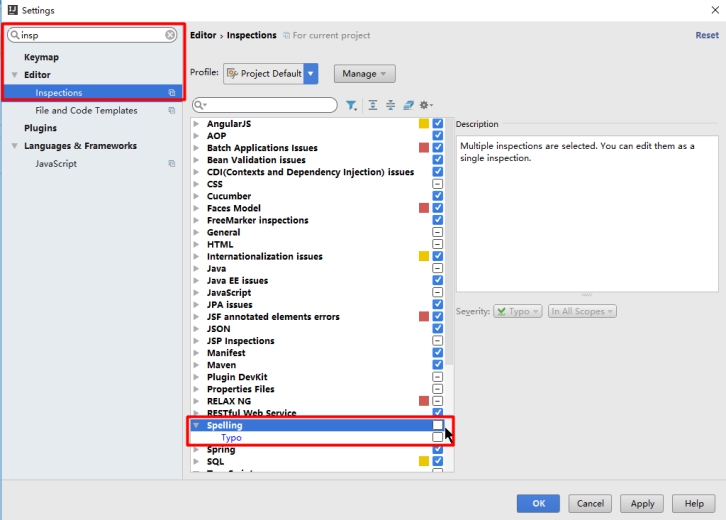 Settings
insp
Keymap
Editor
Inspections
File and Code Templates
Plugins
Languages & Frameworks
JavaScript
Editor › Inspections For current project
Reset
Profile: Project Default Manage
AngularJS
AOP
Batch Applications Issues
Bean Validation issues
CDI(Contexts and Dependency Injection) issues
CSS
Cucumber
Faces Model
FreeMarker inspections
General
HTML
Internationalization issues
Java
Java EE issues
JavaScript
JPA issues
JSF annotated elements errors
JSON
JSP Inspections
Manifest
Maven
Plugin DevKit
Properties Files
RELAX NG
RESTful Web Service
Spelling
Typo
Spring
SQL
Description
Multiple inspections are selected. You can edit them as a
single inspection.
Severity: Typo In All Scopes
OK Cancel Apply Help